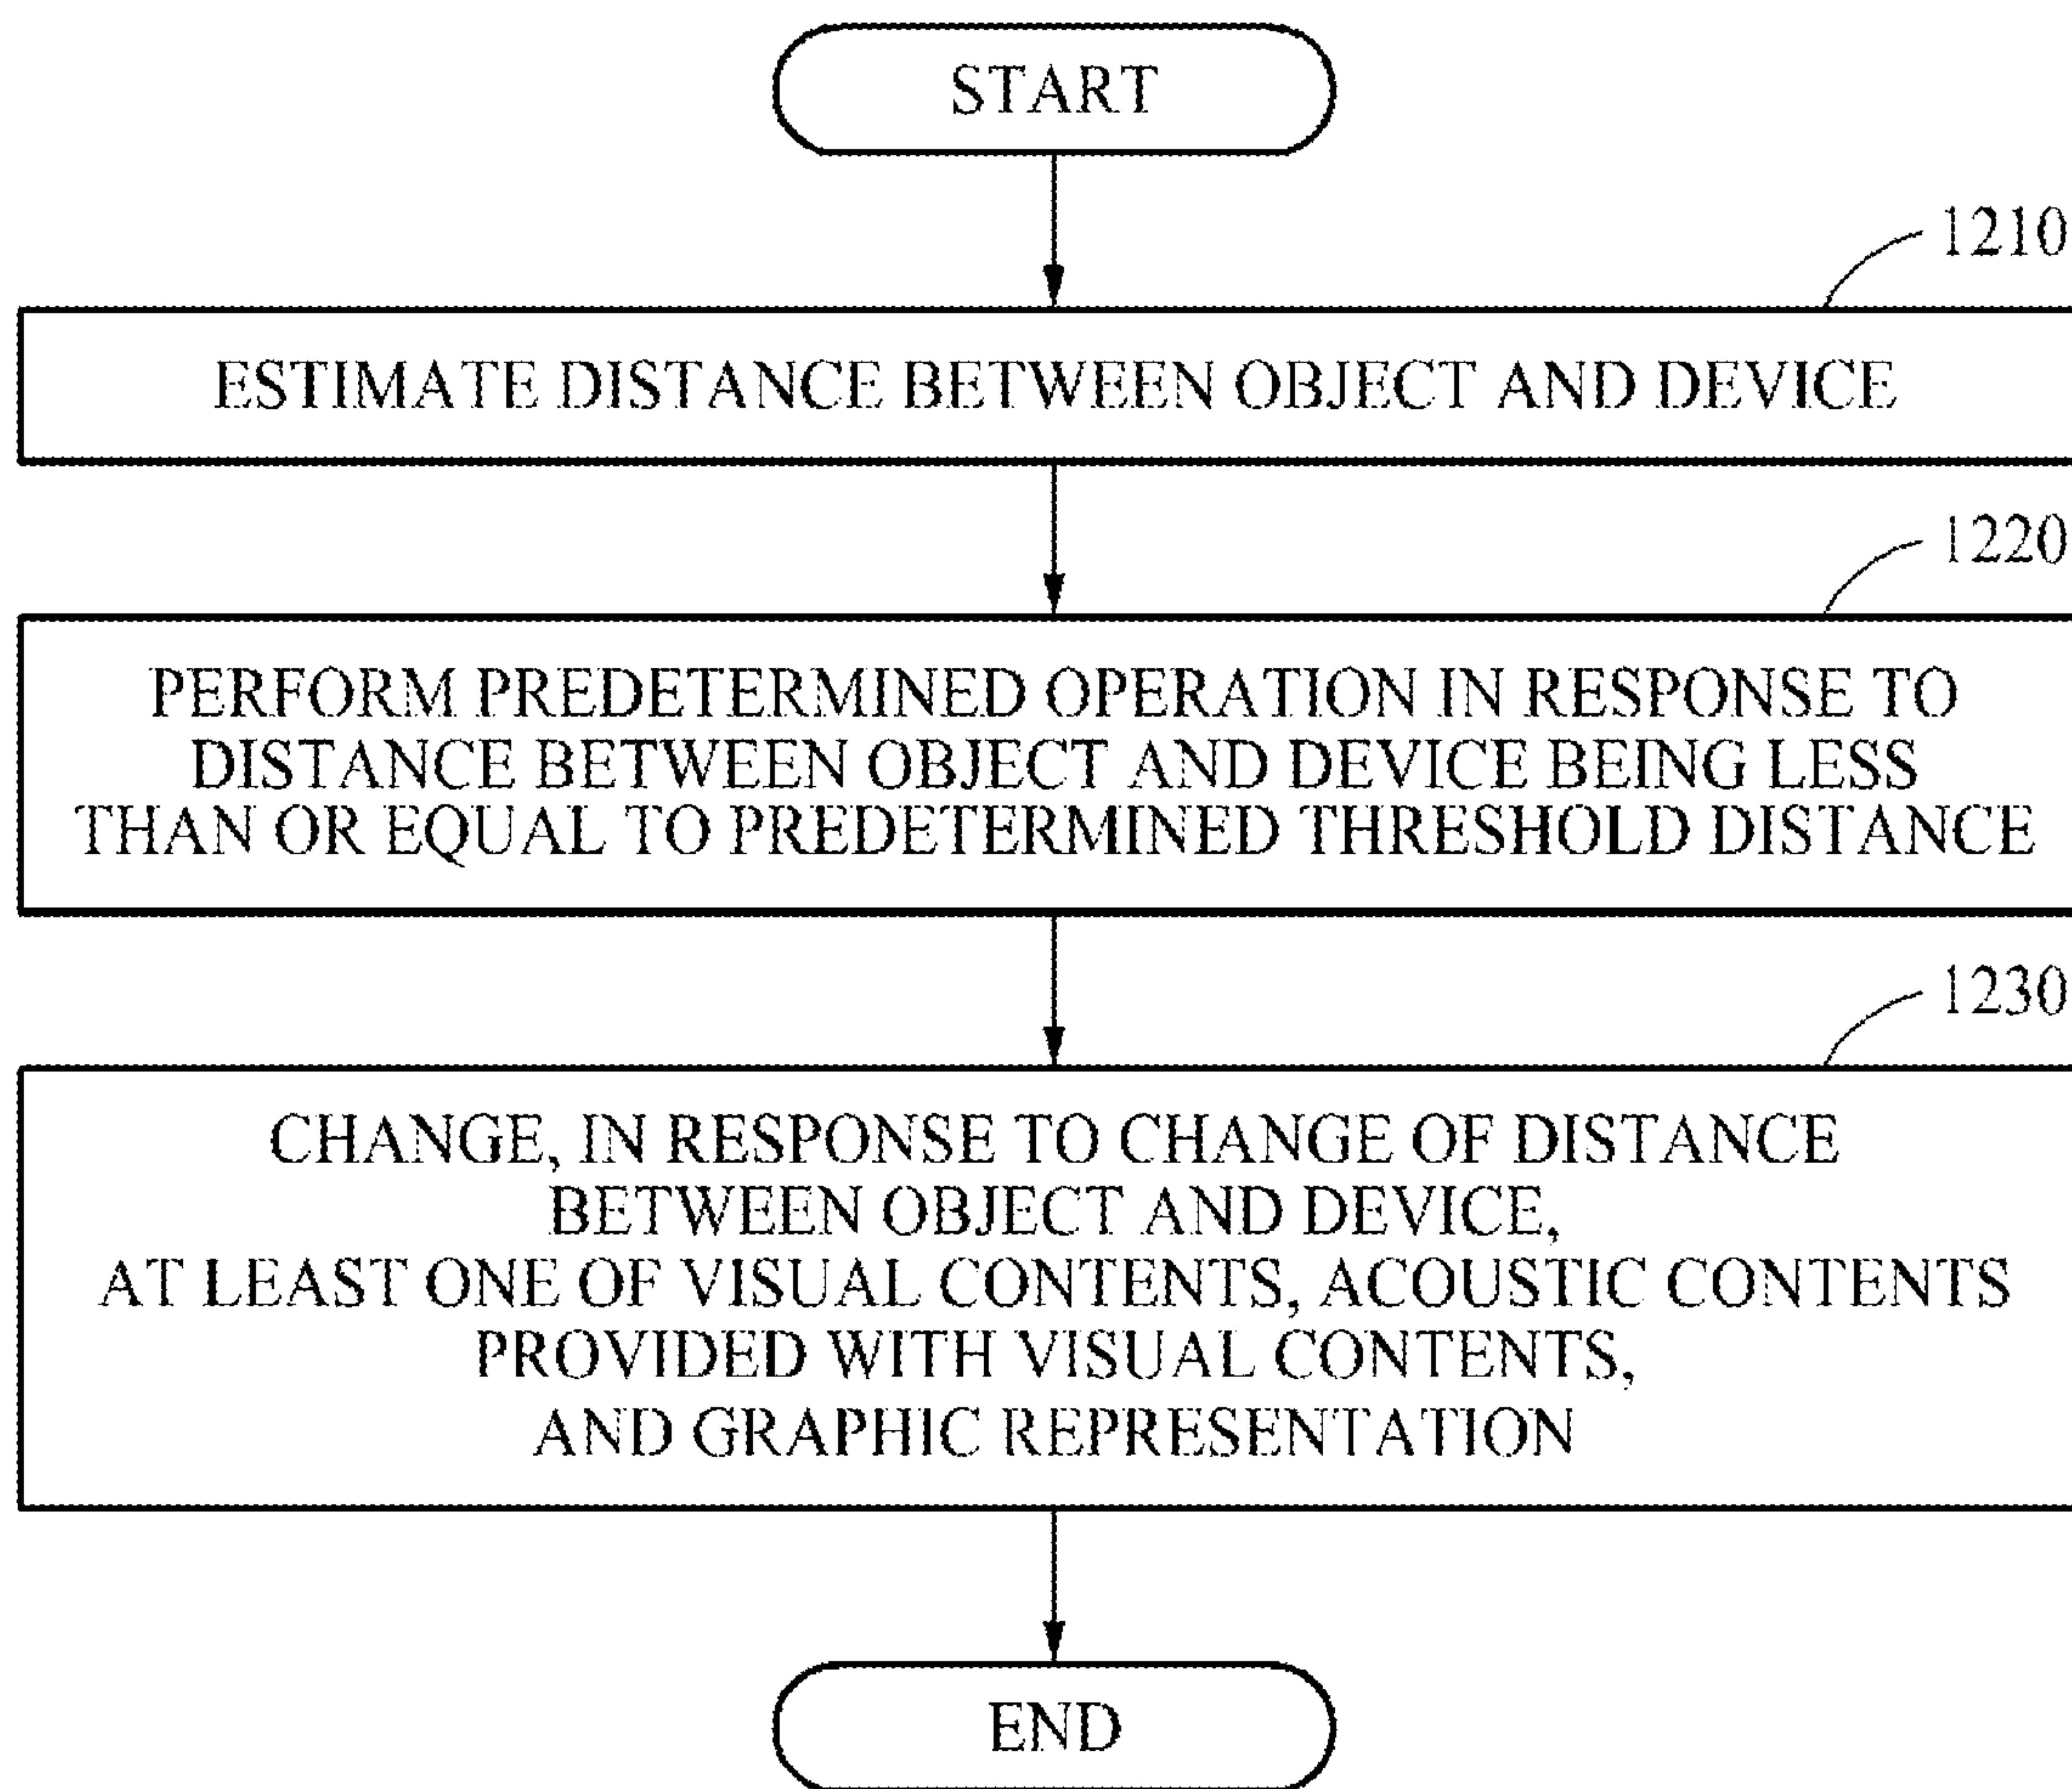 START
1210
ESTIMATE DISTANCE BETWEEN OBJECT AND DEVICE
1220
PERFORM PREDETERMINED OPERATION IN RESPONSE TO
DISTANCE BETWEEN OBJECT AND DEVICE BEING LESS
THAN OR EQUAL TO PREDETERMINED THRESHOLD DISTANCE
1230
CHANGE, IN RESPONSE TO CHANGE OF DISTANCE
BETWEEN OBJECT AND DEVICE,
AT LEAST ONE OF VISUAL CONTENTS, ACOUSTIC CONTENTS
PROVIDED WITH VISUAL CONTENTS,
AND GRAPHIC REPRESENTATION
END